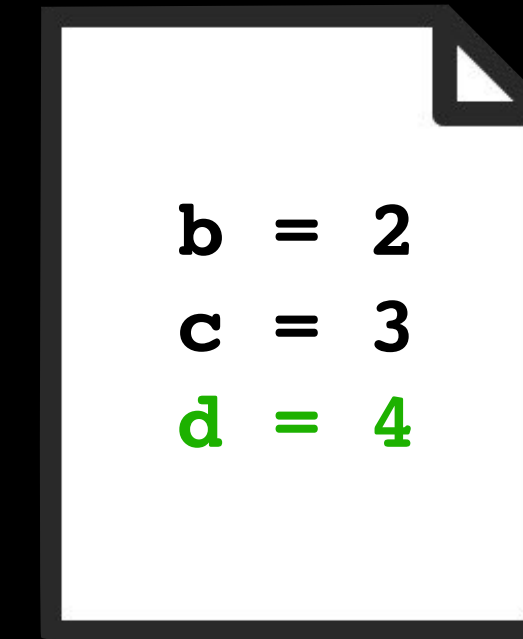 b = 2
c = 3
d = 4